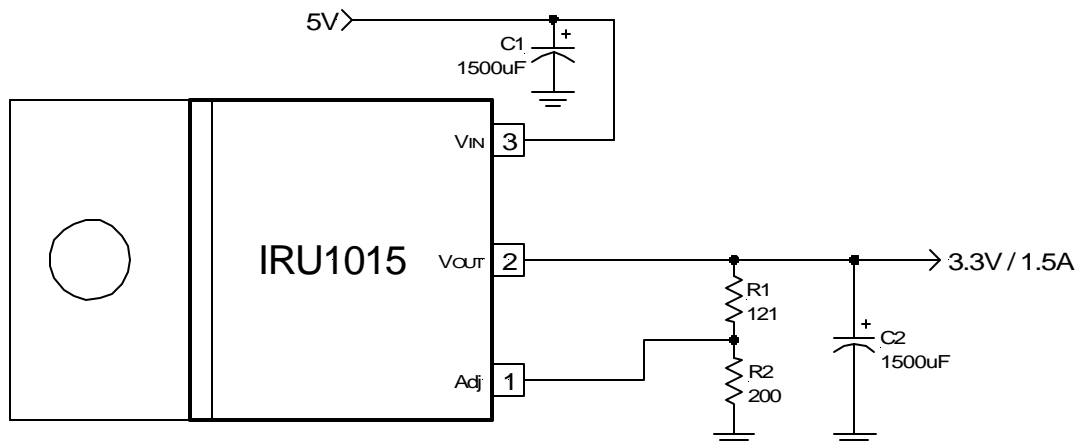 5V
+
C1
1500uF
VIN
3
IRU1015
VOUT
2
3.3V / 1.5A
R1
121
+
C2
1500uF
Adj
1
R2
200